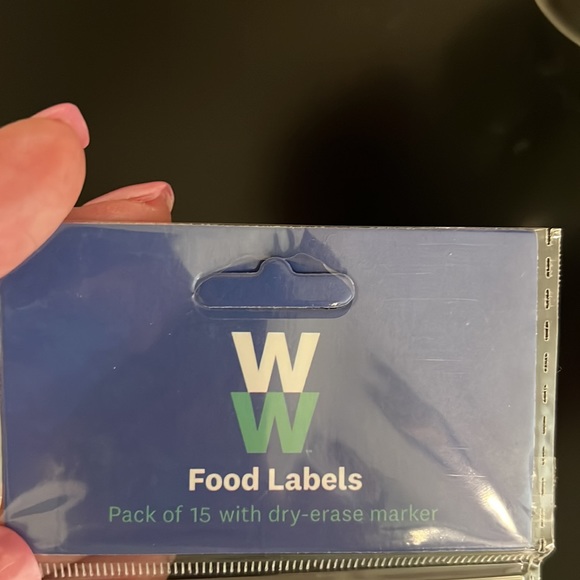 W
W
Food Labels
Pack of 15 with dry-erase marker